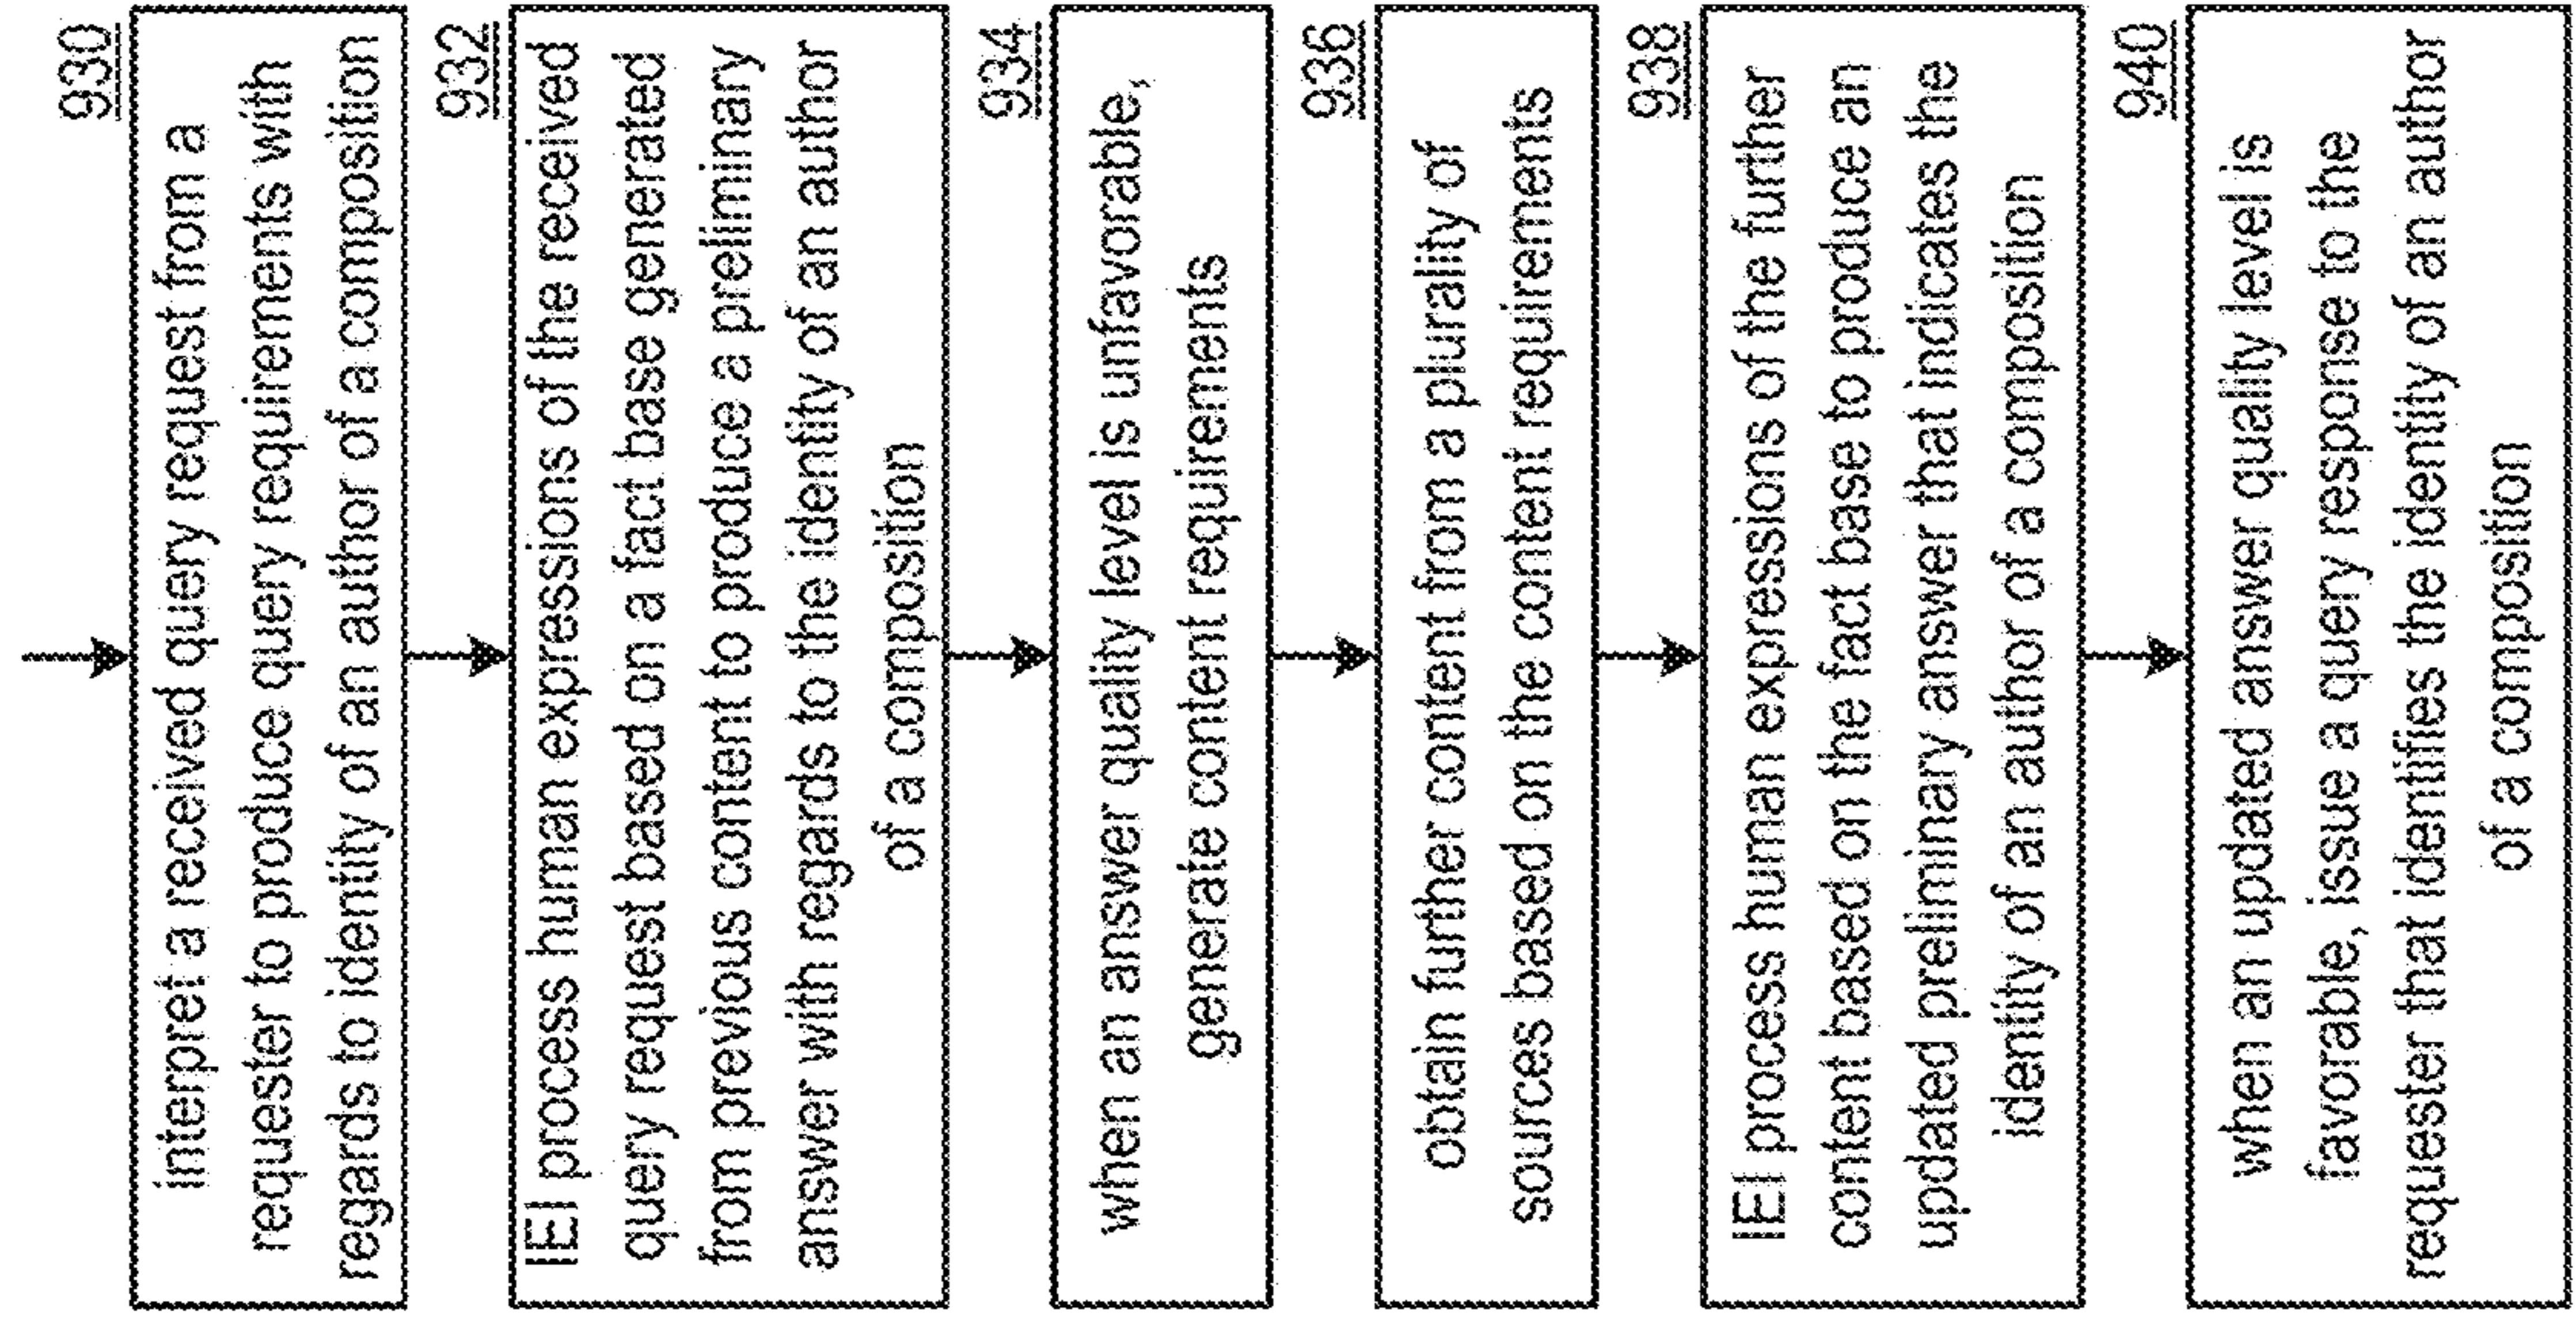 930
interpret a received query request from a
requester to produce query requirements with
regards to identity of an author of a composition
932
IEI process human expressions of the received
query request based on a fact base generated
from previous content to produce a preliminary
answer with regards to the identity of an author
of a composition
934
when an answer quality level is unfavorable,
generate content requirements
936
obtain further content from a plurality of
sources based on the content requirements
938
IEI process human expressions of the further
content based on the fact base to produce an
updated preliminary answer that indicates the
identity of an author of a composition
940
when an updated answer quality level is
favorable, issue a query response to the
requester that identifies the identity of an author
of a composition